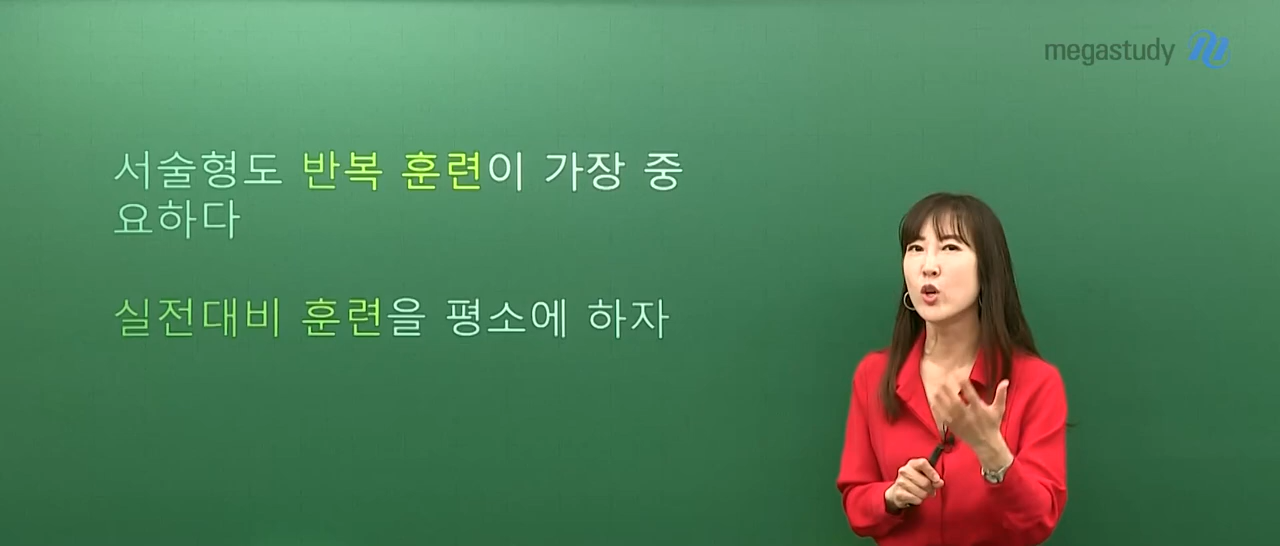 megastudy
서술형도 반복 훈련이 가장 중
요하다
실전대비 훈련을 평소에 하자